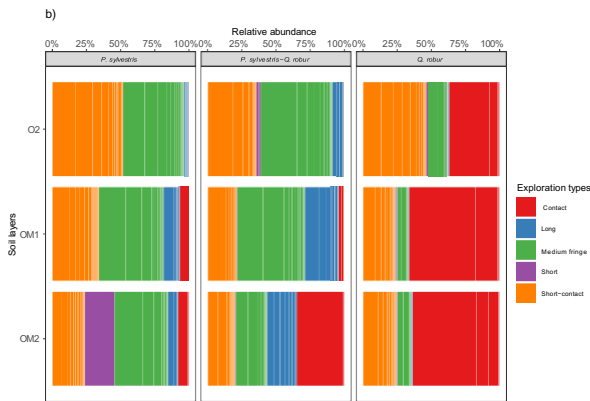 b)
Relative abundance
0% 25% 50% 75% 100% 0% 25% 50% 75% 100% 0% 25% 50% 75% 100%
P. sylvestris P. sylvestris−Q. robur Q. robur
Soil layers
O2
OM1
OM2
Exploration types
Contact
Long
Medium fringe
Short
Short−contact